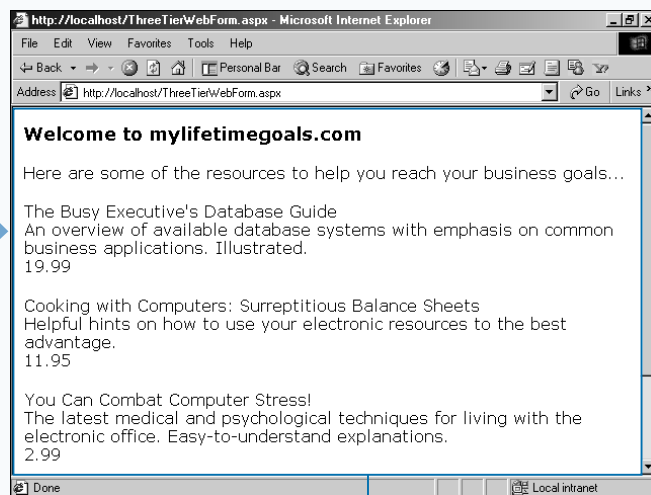 http://localhost/ThreeTierWebForm.aspx - Microsoft Internet Explorer
File Edit View Favorites Tools Help
Back Personal Bar Search Favorites
Address http://localhost/ThreeTierWebForm.aspx Go Links
Welcome to mylifetimegoals.com
Here are some of the resources to help you reach your business goals...
The Busy Executive's Database Guide
An overview of available database systems with emphasis on common
business applications. Illustrated.
19.99
Cooking with Computers: Surreptitious Balance Sheets
Helpful hints on how to use your electronic resources to the best
advantage.
11.95
You Can Combat Computer Stress!
The latest medical and psychological techniques for living with the
electronic office. Easy-to-understand explanations.
2.99
Done Local intranet